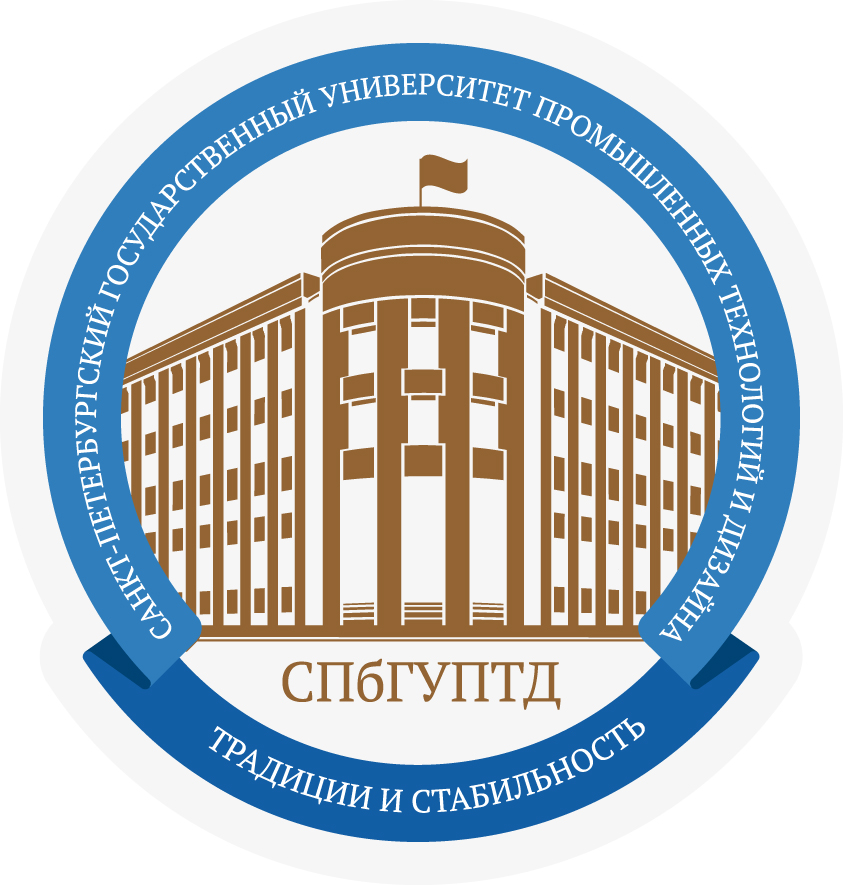 САНКТ-ПЕТЕРБУРГСКИЙ ГОСУДАРСТВЕННЫЙ УНИВЕРСИТЕТ ПРОМЫШЛЕННЫХ ТЕХНОЛОГИЙ И ДИЗАЙНА
СПбГУПТД
ТРАДИЦИИ И СТАБИЛЬНОСТЬ